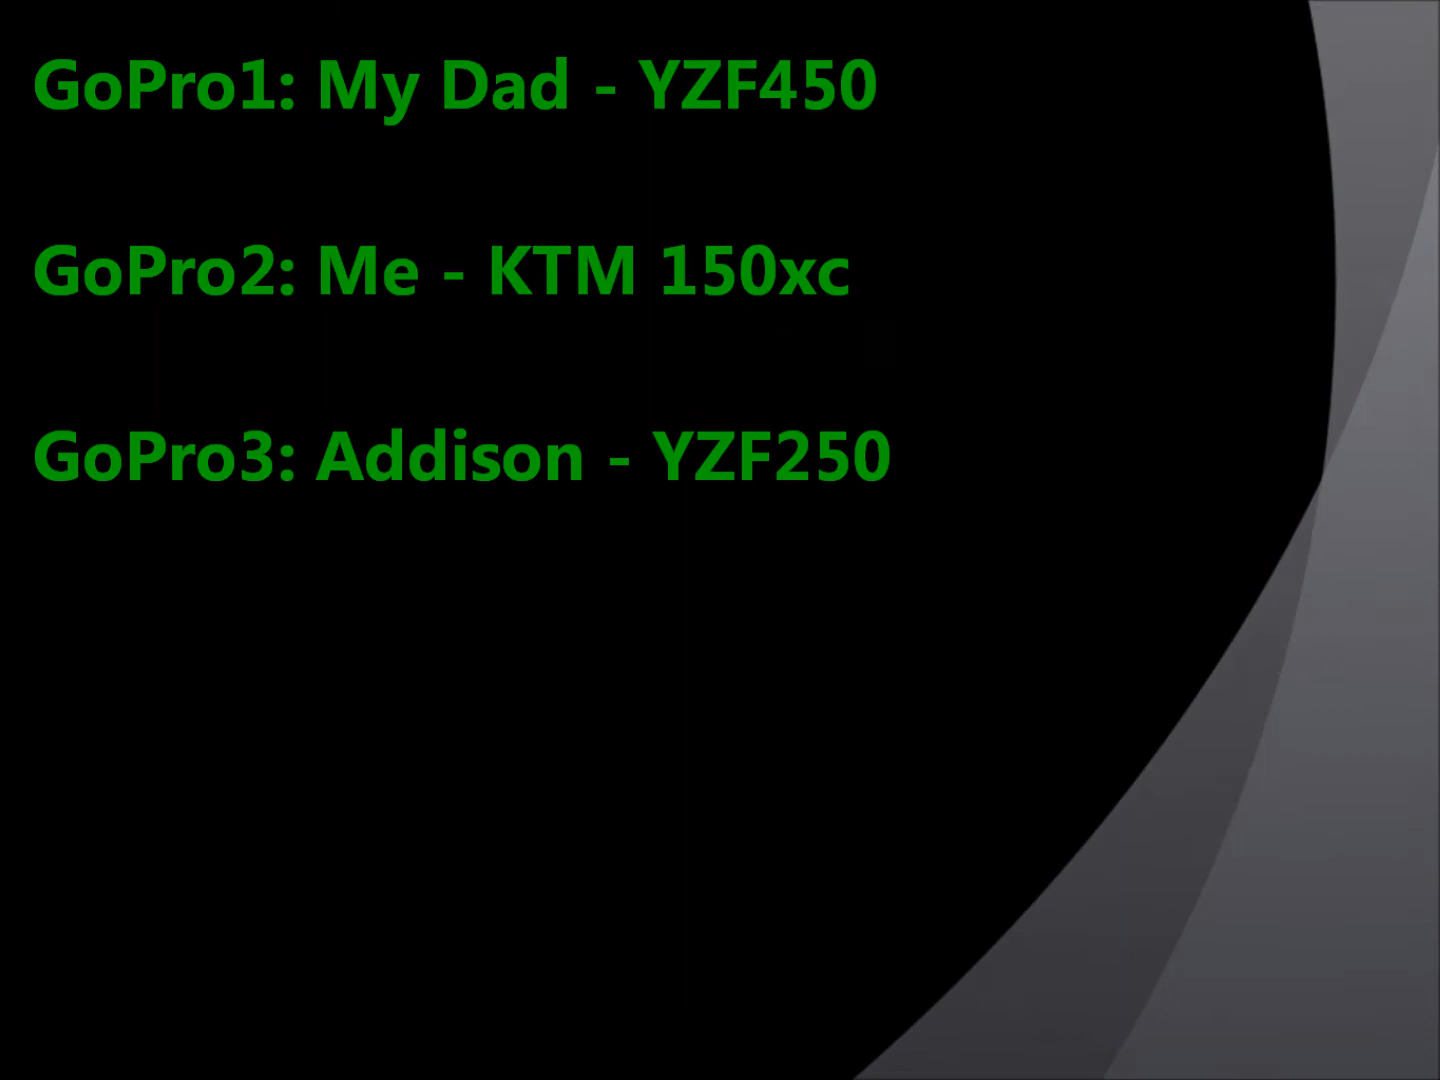 GoPro1: My Dad - YZF450
GoPro2: Me - KTM 150xc
GoPro3: Addison - YZF250